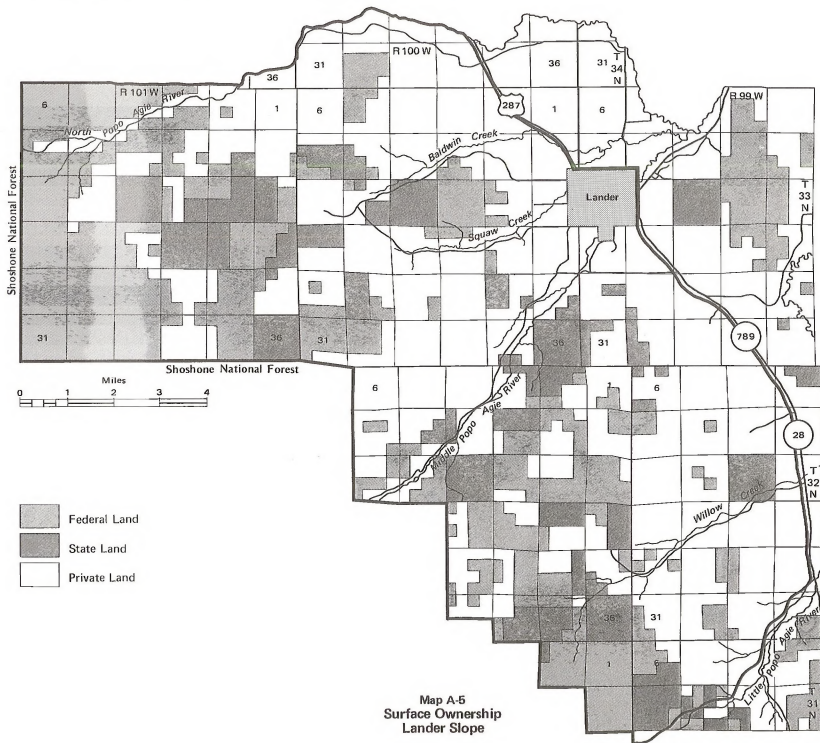 36
31
R 100 W
36
31
T
34
N
6
R 101 W
1
6
287
1
6
R 99 W
North Popo Agie River
Baldwin Creek
Lander
T
33
N
Squaw Creek
Shoshone National Forest
31
36
31
36
31
789
Shoshone National Forest
Miles
0 1 2 3 4
6
1
6
Middle Popo Agie River
28
T
32
N
Willow Creek
Federal Land
State Land
Private Land
36
31
Little Popo Agie River
1
6
T
31
N
Map A-5
Surface Ownership
Lander Slope